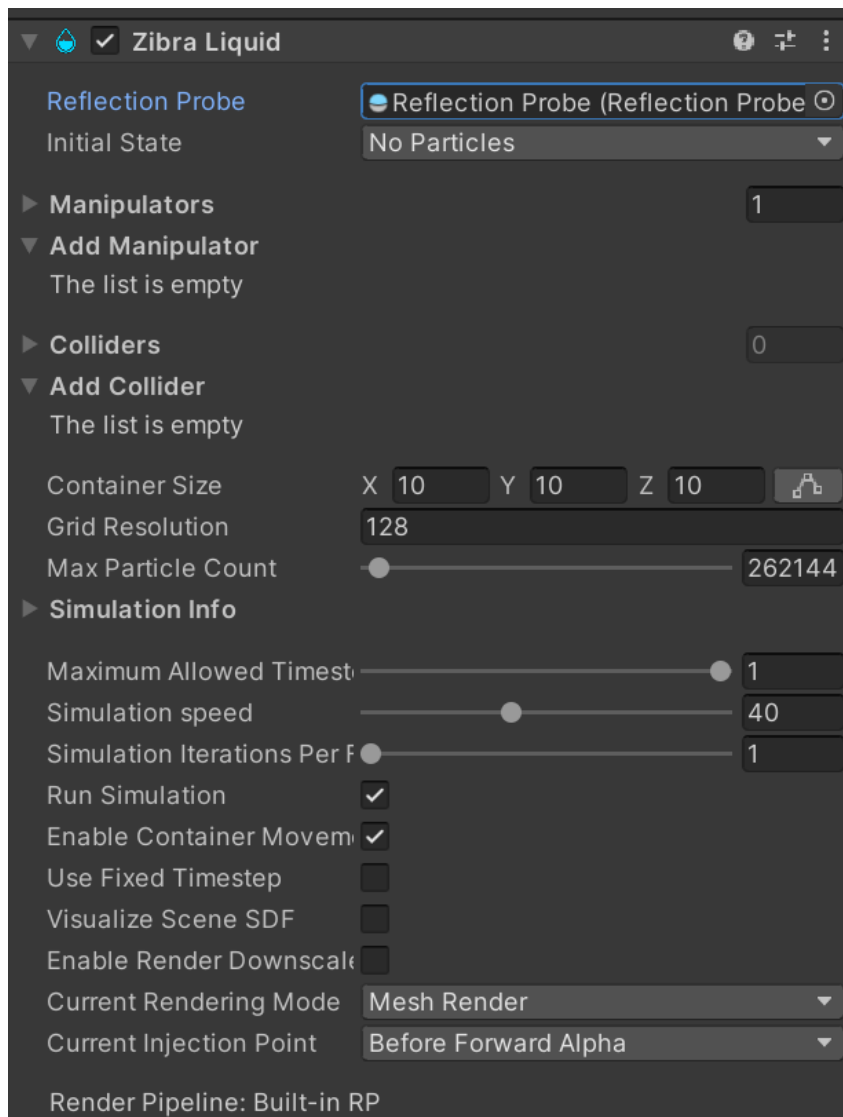 Zibra Liquid
Reflection Probe Reflection Probe (Reflection Probe
Initial State No Particles
Manipulators 1
Add Manipulator
The list is empty
Colliders 0
Add Collider
The list is empty
Container Size X 10 Y 10 Z 10
Grid Resolution 128
Max Particle Count 262144
Simulation Info
Maximum Allowed Timest 1
Simulation speed 40
Simulation Iterations Per F 1
Run Simulation
Enable Container Movem
Use Fixed Timestep
Visualize Scene SDF
Enable Render Downscale
Current Rendering Mode Mesh Render
Current Injection Point Before Forward Alpha
Render Pipeline: Built-in RP